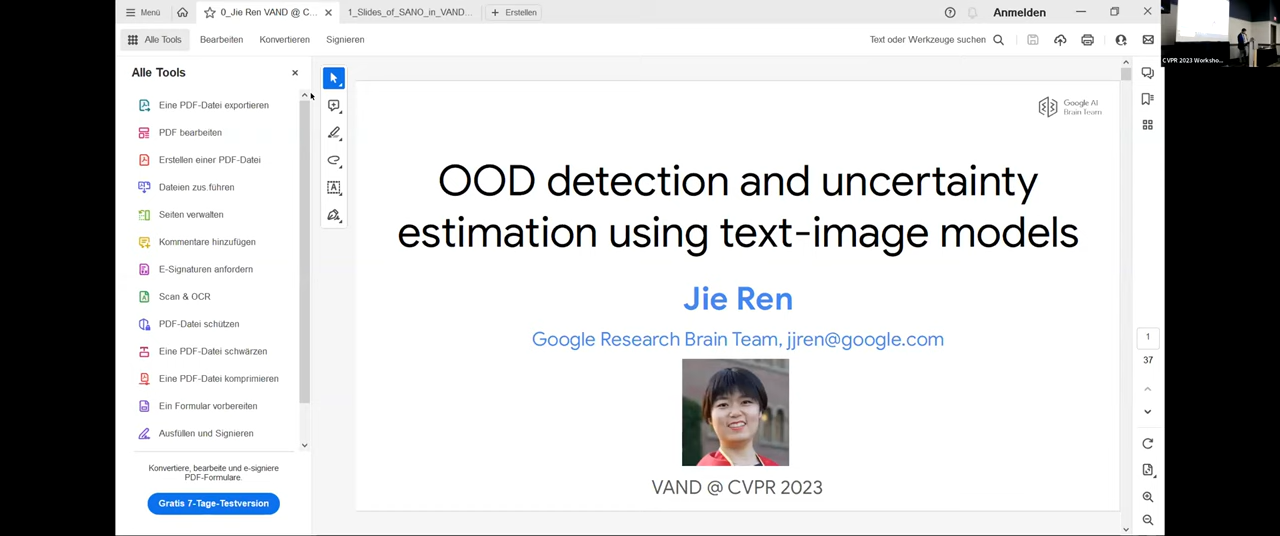 Menü
0_Jie Ren VAND @ C...
1_Slides_of_SANO_in_VAND...
Erstellen
Anmelden
Alle Tools
Bearbeiten
Konvertieren
Signieren
Text oder Werkzeuge suchen
CVPR 2023 Worksho...
Alle Tools
Eine PDF-Datei exportieren
PDF bearbeiten
Erstellen einer PDF-Datei
Dateien zus.führen
Seiten verwalten
Kommentare hinzufügen
E-Signaturen anfordern
Scan & OCR
PDF-Datei schützen
Eine PDF-Datei schwärzen
Eine PDF-Datei komprimieren
Ein Formular vorbereiten
Ausfüllen und Signieren
Konvertiere, bearbeite und e-signiere
PDF-Formulare.
Gratis 7-Tage-Testversion
Google AI
Brain Team
OOD detection and uncertainty
estimation using text-image models
Jie Ren
Google Research Brain Team, jjren@google.com
VAND @ CVPR 2023
1
37